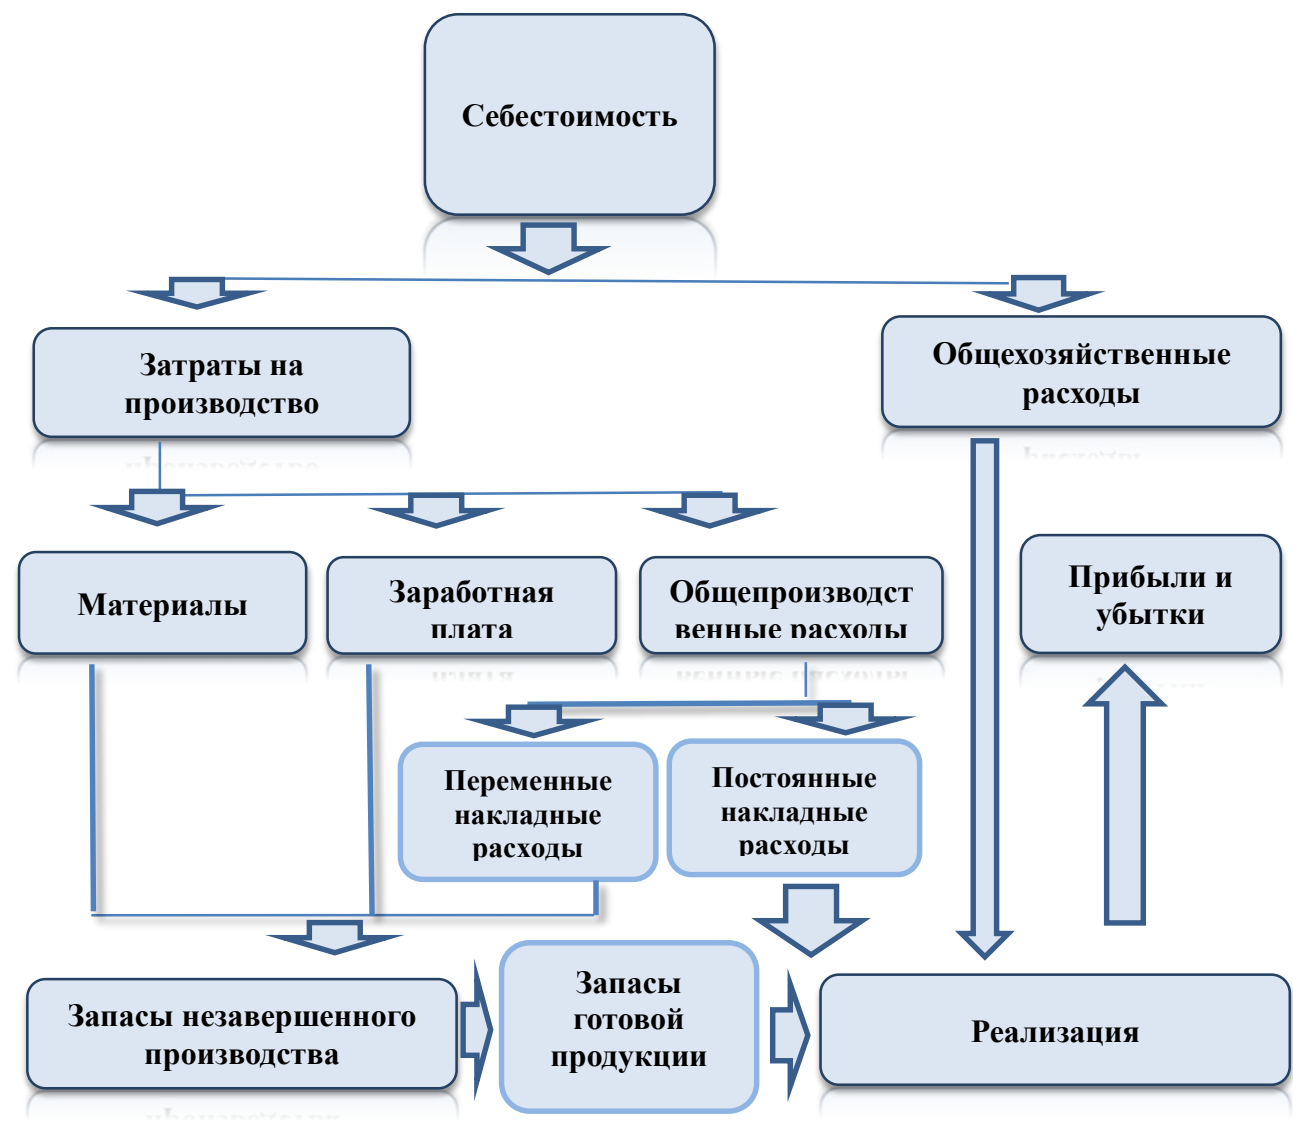 Себестоимость
Затраты на
производство
Общехозяйственные
расходы
Материалы
Заработная
плата
Общепроизводст
венные расходы
Прибыли и
убытки
Переменные
накладные
расходы
Постоянные
накладные
расходы
Запасы незавершенного
производства
Запасы
готовой
продукции
Реализация